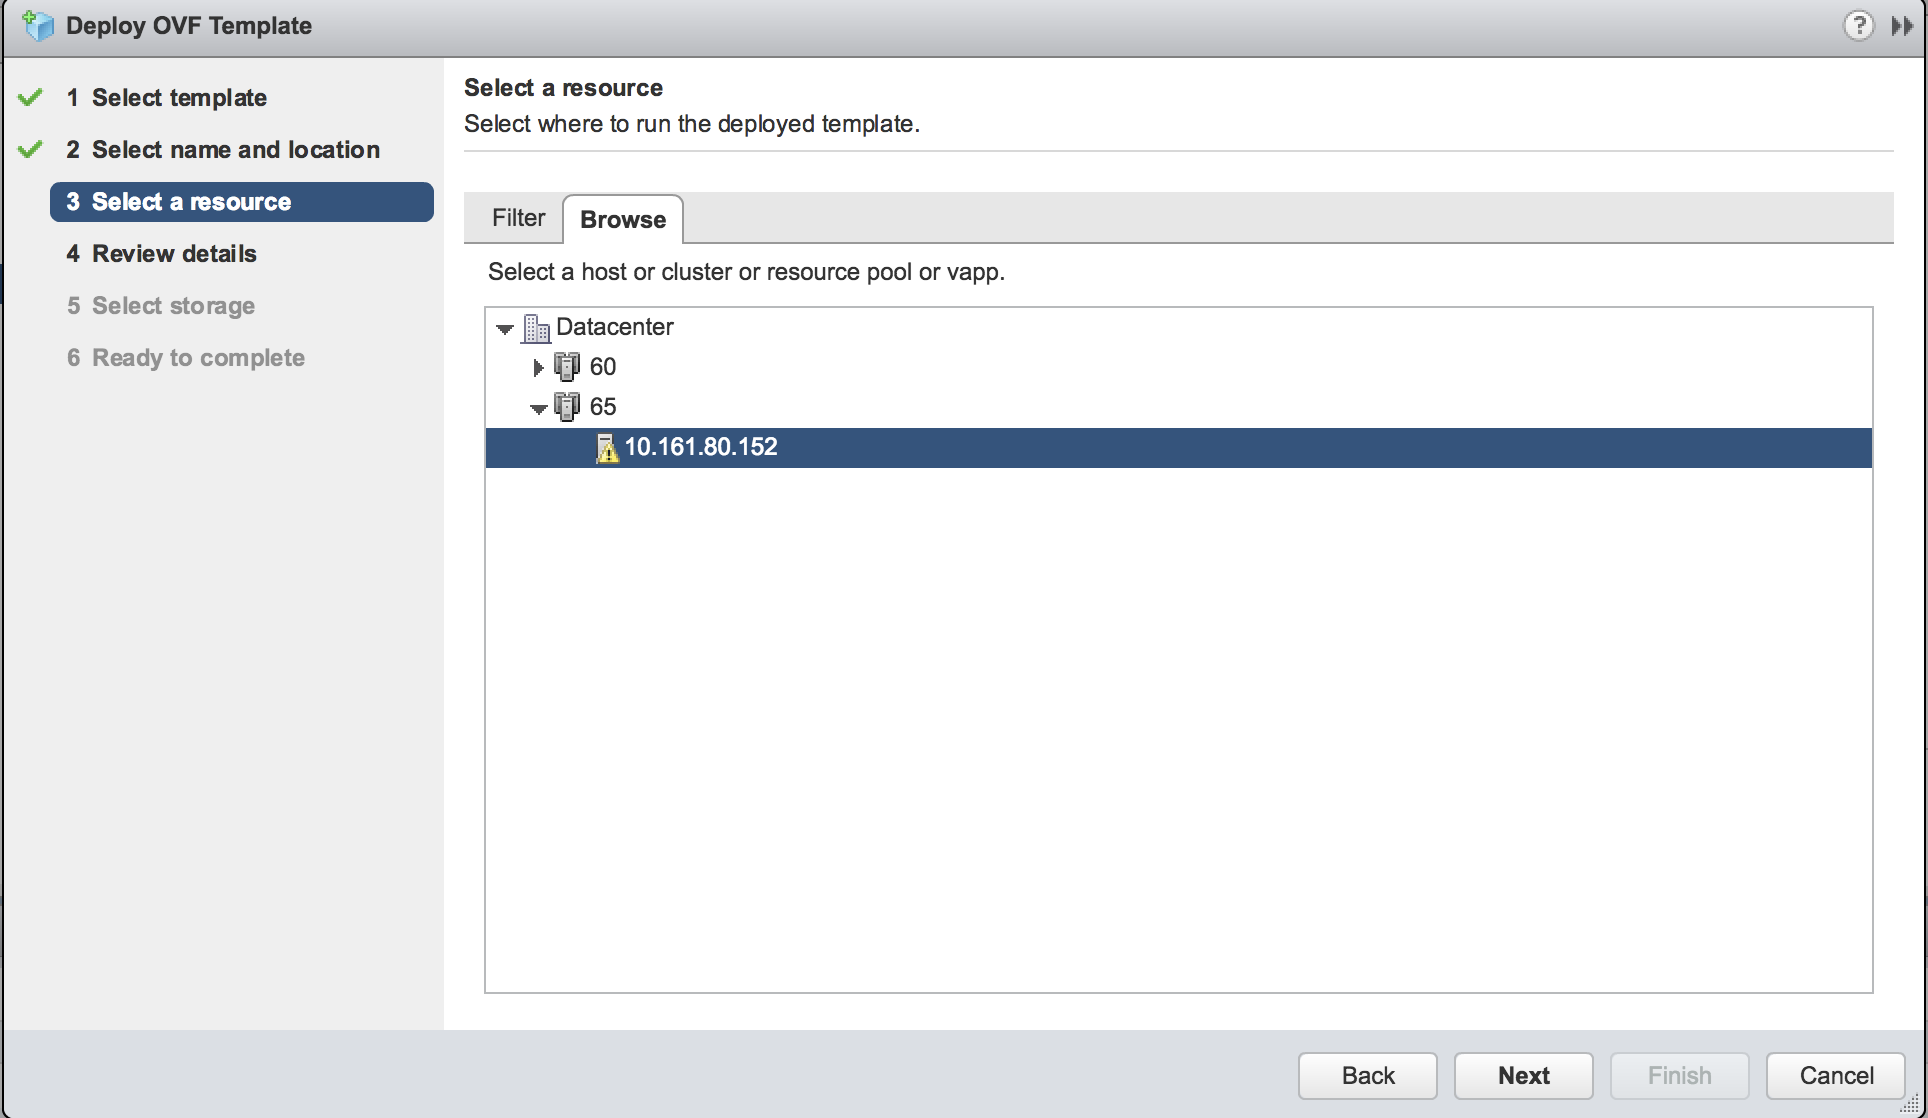 Deploy OVF Template
?
1 Select template
2 Select name and location
3 Select a resource
4 Review details
5 Select storage
6 Ready to complete
Select a resource
Select where to run the deployed template.
Filter
Browse
Select a host or cluster or resource pool or vapp.
Datacenter
60
65
10.161.80.152
Back
Next
Finish
Cancel